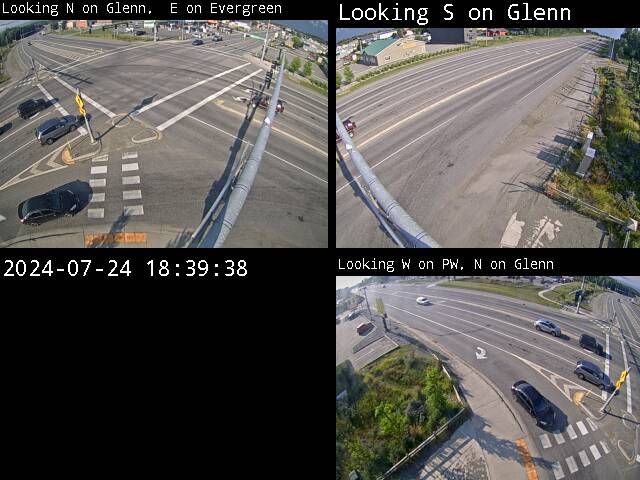 Looking N on Glenn,  E on Evergreen
Looking S on Glenn
2024-07-24 18:39:38
Looking W on PW, N on Glenn